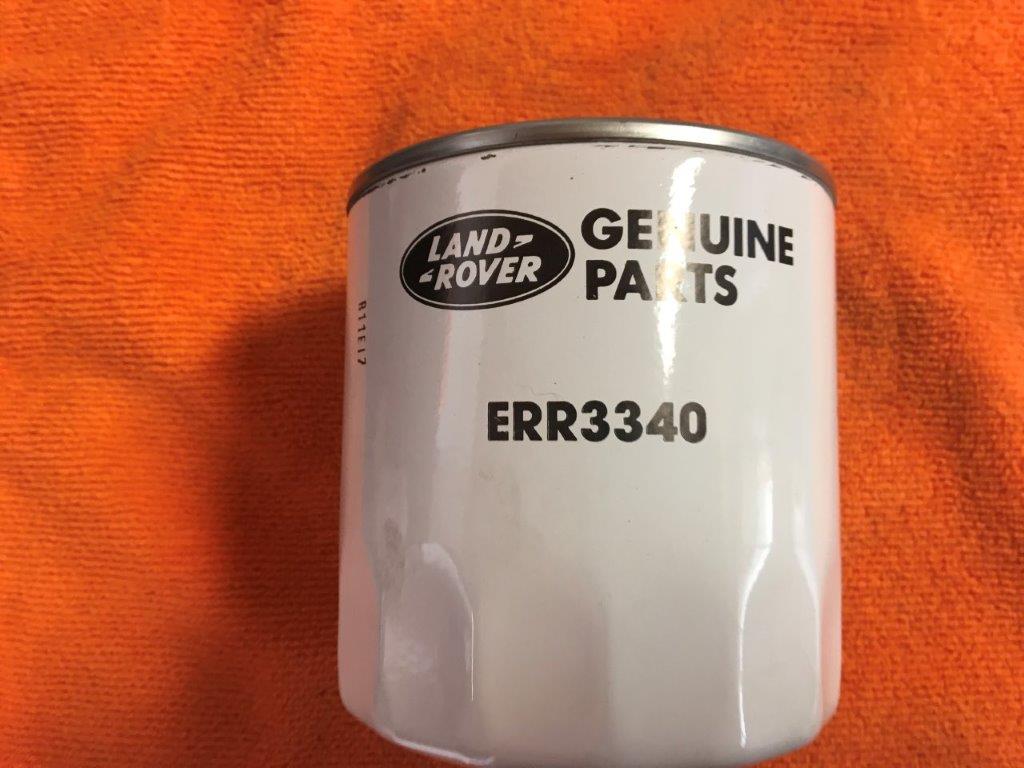 LAND
ROVER
GENUINE
PARTS
ERR3340